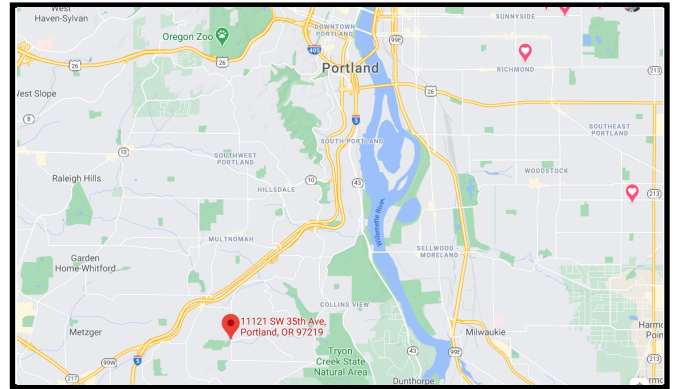 West
Haven-Sylvan
Oregon Zoo
DOWNTOWN
PORTLAND
SUNNYSIDE
405
99E
26
26
Portland
RICHMOND
213
26
West Slope
8
5
SOUTHEAST
PORTLAND
SOUTH PORTLAND
10
SOUTHWEST
PORTLAND
WOODSTOCK
Raleigh Hills
HILLSDALE
10
43
213
Willamette River
MULTNOMAH
SELLWOOD -
MORELAND
Garden
Home-Whitford
COLLINS VIEW
11121 SW 35th Ave,
Portland, OR 97219
Metzger
Milwaukie
Harmo
Poin
Tryon
Creek State
Natural Area
43
99E
99W
5
213
217
Dunthorpe